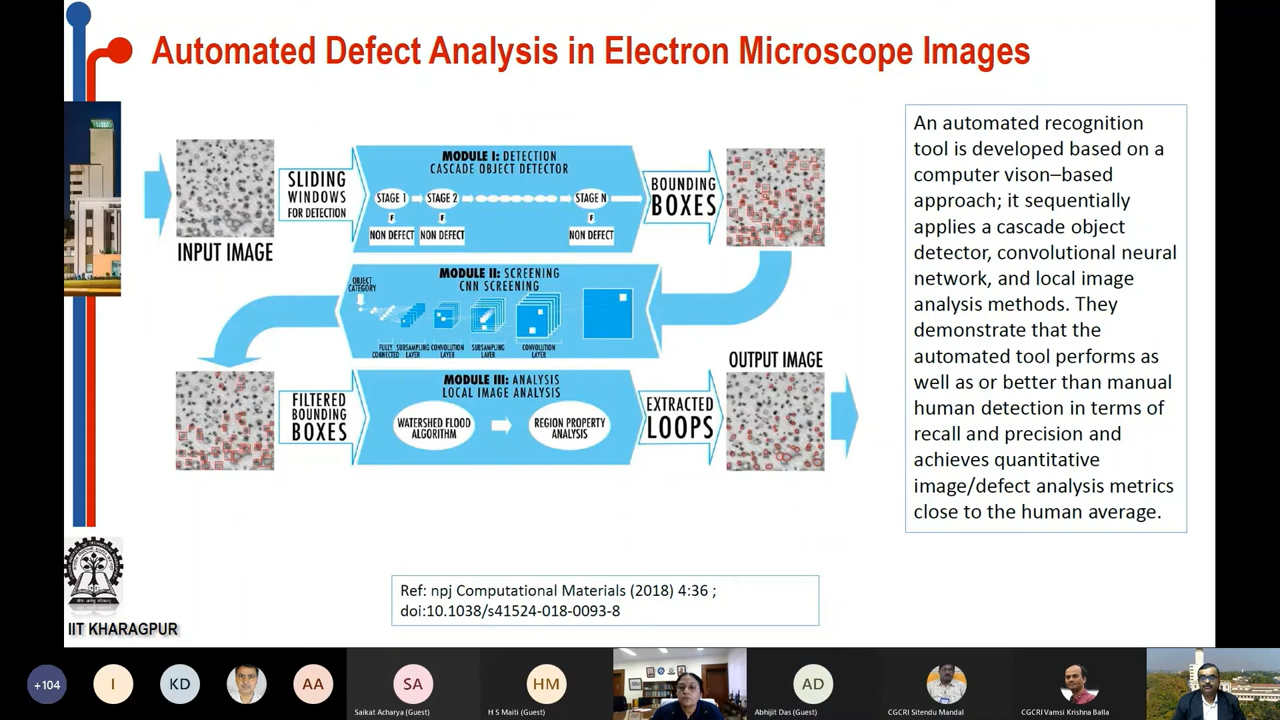 Automated Defect Analysis in Electron Microscope Images
INPUT IMAGE
SLIDING
WINDOWS
FOR DETECTION
MODULE I: DETECTION
CASCADE OBJECT DETECTOR
STAGE 1
STAGE 2
STAGE N
F
F
F
NON DEFECT
NON DEFECT
NON DEFECT
BOUNDING
BOXES
MODULE II: SCREENING
CNN SCREENING
OBJECT
CATEGORY
FULLY
CONNECTED
SUBSAMPLING
LAYER
CONVOLUTION
LAYER
SUBSAMPLING
LAYER
CONVOLUTION
LAYER
FILTERED
BOUNDING
BOXES
MODULE III: ANALYSIS
LOCAL IMAGE ANALYSIS
WATERSHED FLOOD
ALGORITHM
REGION PROPERTY
ANALYSIS
EXTRACTED
LOOPS
OUTPUT IMAGE
An automated recognition
tool is developed based on a
computer vison–based
approach; it sequentially
applies a cascade object
detector, convolutional neural
network, and local image
analysis methods. They
demonstrate that the
automated tool performs as
well as or better than manual
human detection in terms of
recall and precision and
achieves quantitative
image/defect analysis metrics
close to the human average.
Ref: npj Computational Materials (2018) 4:36 ;
doi:10.1038/s41524-018-0093-8
IIT KHARAGPUR
+104
I
KD
AA
SA
Saikat Acharya (Guest)
HM
H S Maiti (Guest)
AD
Abhijit Das (Guest)
CGCRI Sitendu Mandal
CGCRI Vamsi Krishna Balla